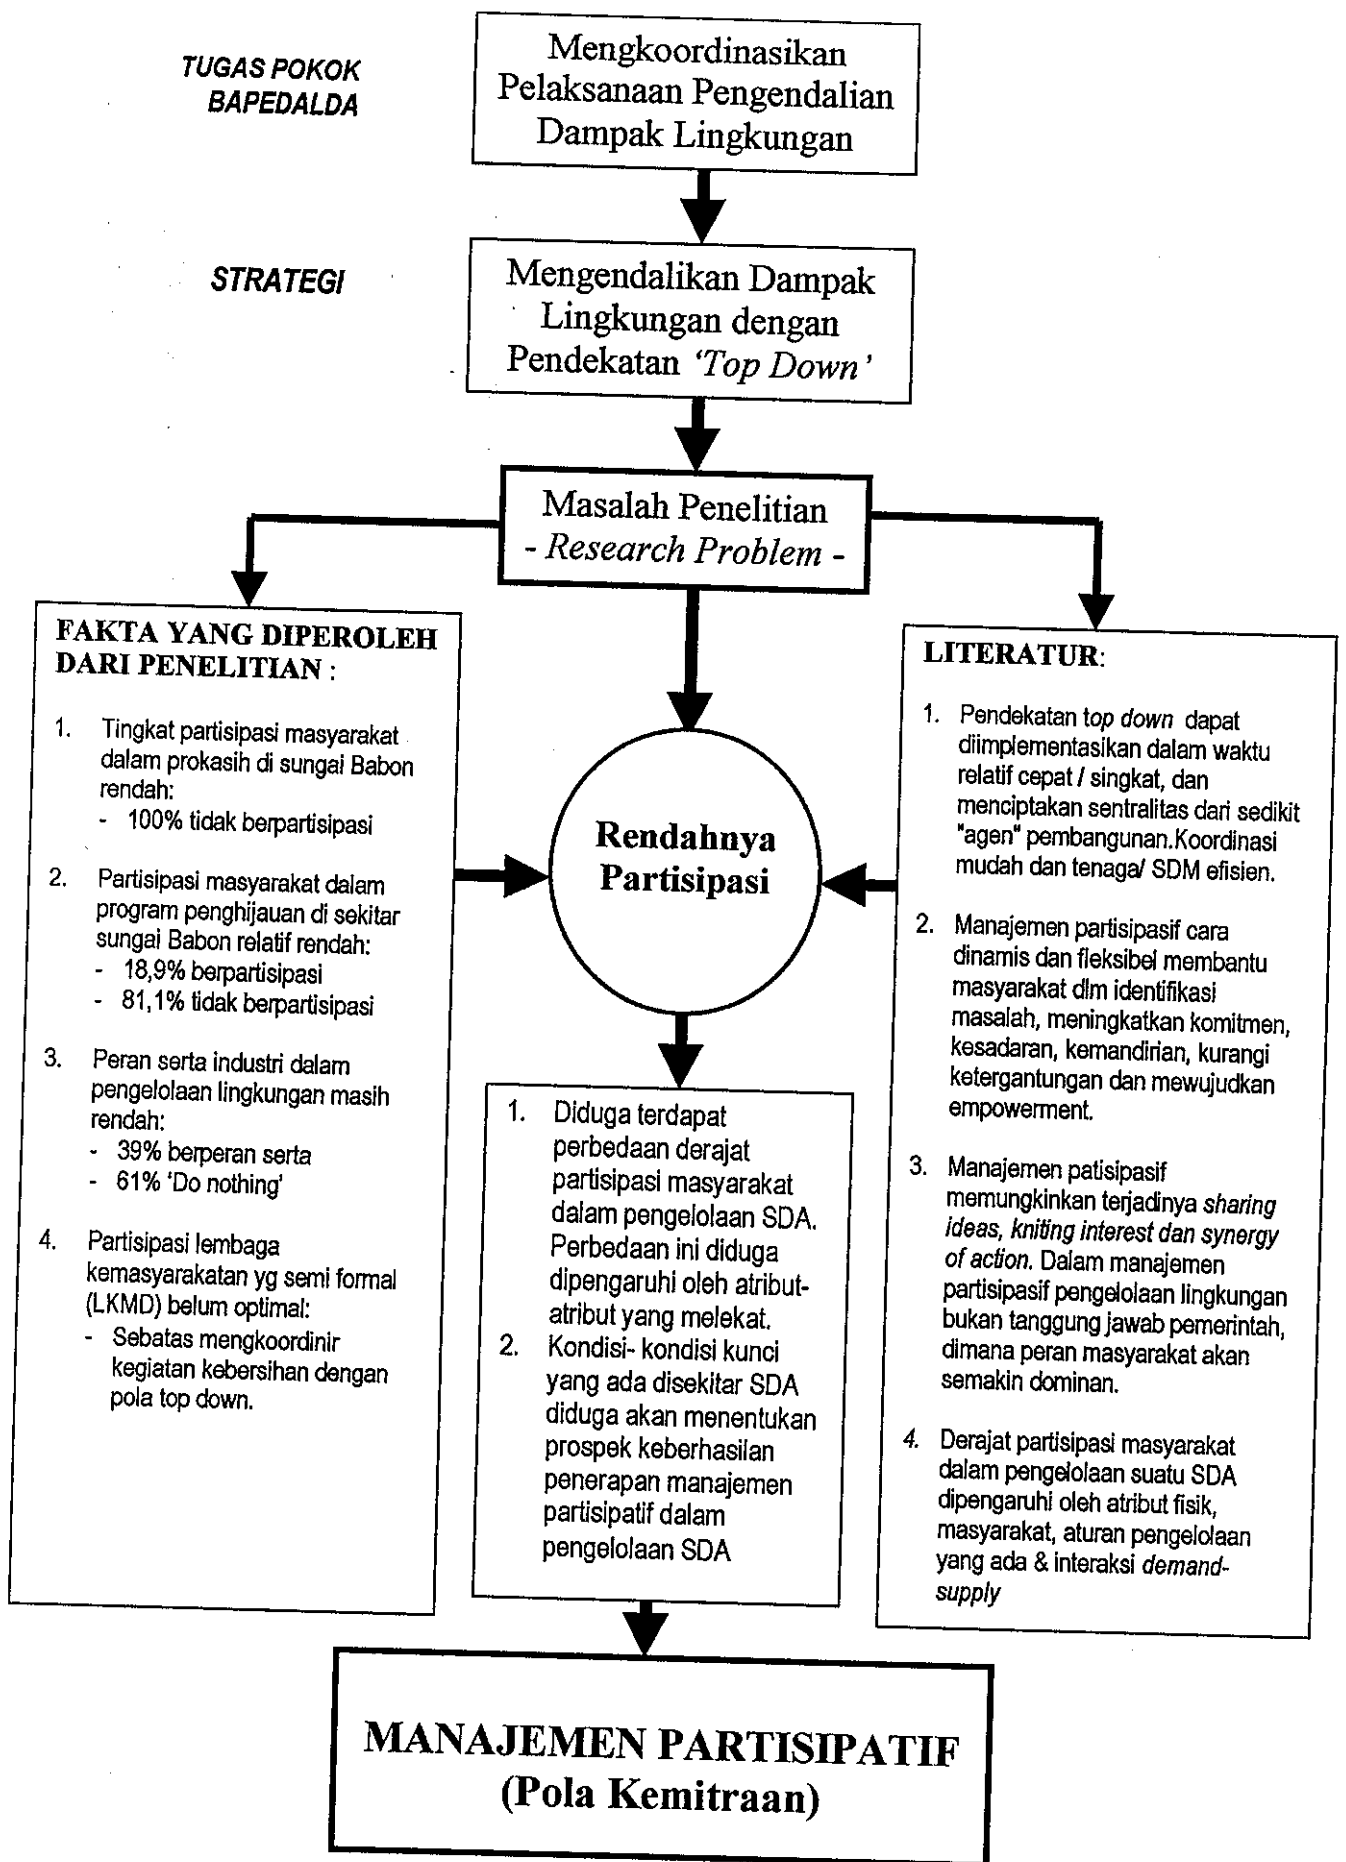 TUGAS POKOK
BAPEDALDA
Mengkoordinasikan
Pelaksanaan Pengendalian
Dampak Lingkungan
STRATEGI
Mengendalikan Dampak
Lingkungan dengan
Pendekatan ‘Top Down’
Masalah Penelitian
- Research Problem -
FAKTA YANG DIPEROLEH
DARI PENELITIAN :
1. Tingkat partisipasi masyarakat
dalam prokasih di sungai Babon
rendah:
- 100% tidak berpartisipasi
2. Partisipasi masyarakat dalam
program penghijauan di sekitar
sungai Babon relatif rendah:
- 18,9% berpartisipasi
- 81,1% tidak berpartisipasi
3. Peran serta industri dalam
pengelolaan lingkungan masih
rendah:
- 39% berperan serta
- 61% ‘Do nothing’
4. Partisipasi lembaga
kemasyarakatan yg semi formal
(LKMD) belum optimal:
- Sebatas mengkoordinir
kegiatan kebersihan dengan
pola top down.
Rendahnya
Partisipasi
1. Diduga terdapat
perbedaan derajat
partisipasi masyarakat
dalam pengelolaan SDA.
Perbedaan ini diduga
dipengaruhi oleh atribut-
atribut yang melekat.
2. Kondisi- kondisi kunci
yang ada disekitar SDA
diduga akan menentukan
prospek keberhasilan
penerapan manajemen
partisipatif dalam
pengelolaan SDA
LITERATUR:
1. Pendekatan top down dapat
diimplementasikan dalam waktu
relatif cepat / singkat, dan
menciptakan sentralitas dari sedikit
"agen" pembangunan.Koordinasi
mudah dan tenaga/ SDM efisien.
2. Manajemen partisipasif cara
dinamis dan fleksibel membantu
masyarakat dlm identifikasi
masalah, meningkatkan komitmen,
kesadaran, kemandirian, kurangi
ketergantungan dan mewujudkan
empowerment.
3. Manajemen patisipasif
memungkinkan terjadinya sharing
ideas, kniting interest dan synergy
of action. Dalam manajemen
partisipasif pengelolaan lingkungan
bukan tanggung jawab pemerintah,
dimana peran masyarakat akan
semakin dominan.
4. Derajat partisipasi masyarakat
dalam pengelolaan suatu SDA
dipengaruhi oleh atribut fisik,
masyarakat, aturan pengelolaan
yang ada & interaksi demand-
supply
MANAJEMEN PARTISIPATIF
(Pola Kemitraan)